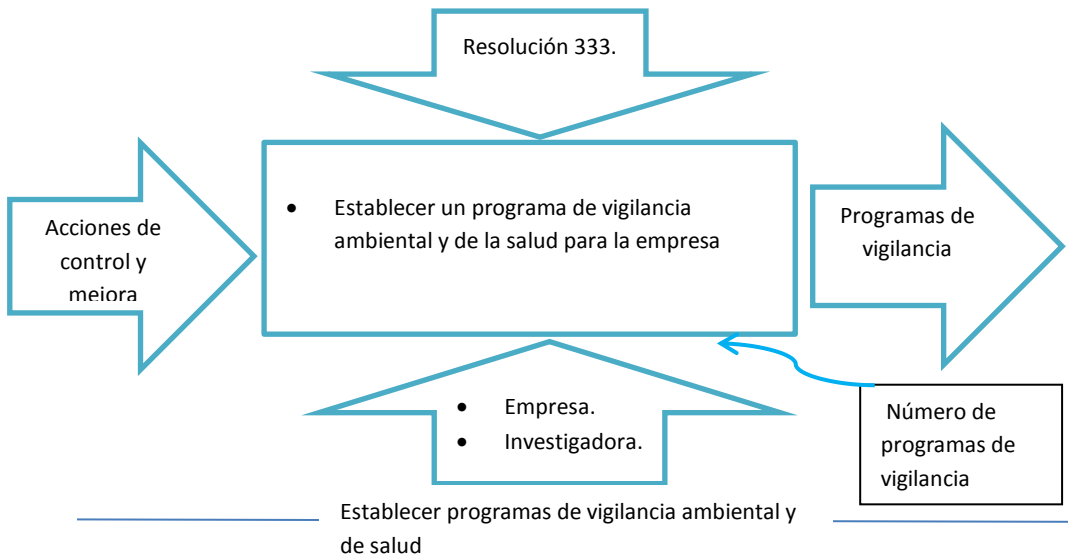 Resolución 333.
• Establecer un programa de vigilancia
ambiental y de la salud para la empresa
Acciones de
control y
mejora
Programas de
vigilancia
• Empresa.
• Investigadora.
Número de
programas de
vigilancia
Establecer programas de vigilancia ambiental y
de salud